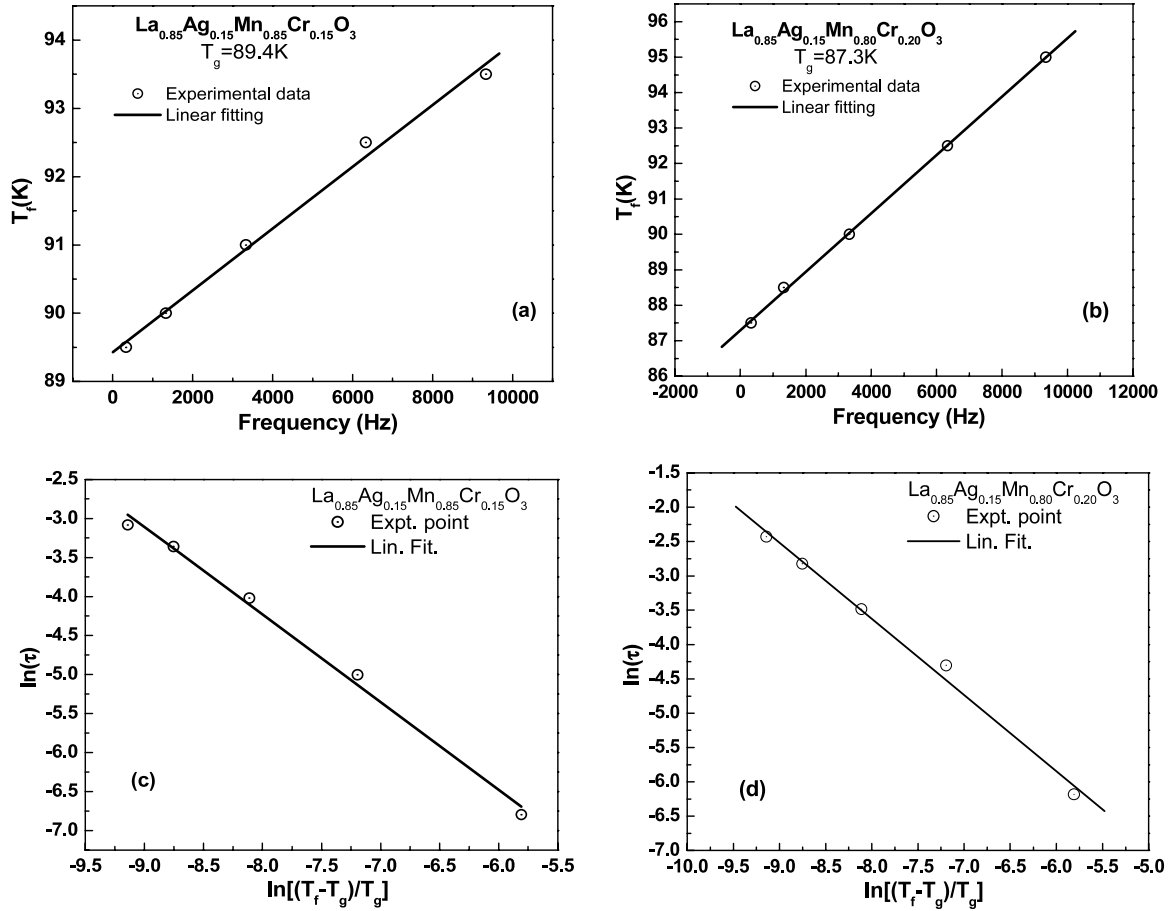 La0.85Ag0.15Mn0.85Cr0.15O3
Tg=89.4K
Experimental data
Linear fitting
94
93
92
91
90
89
Tf(K)
0 2000 4000 6000 8000 10000
Frequency (Hz)
(a)
La0.85Ag0.15Mn0.80Cr0.20O3
Tg=87.3K
Experimental data
Linear fitting
96
95
94
93
92
91
90
89
88
87
86
Tf(K)
-2000 0 2000 4000 6000 8000 10000 12000
Frequency (Hz)
(b)
La0.85Ag0.15Mn0.85Cr0.15O3
Expt. point
Lin. Fit.
-2.5
-3.0
-3.5
-4.0
-4.5
-5.0
-5.5
-6.0
-6.5
-7.0
ln(τ)
-9.5 -9.0 -8.5 -8.0 -7.5 -7.0 -6.5 -6.0 -5.5
ln[(Tf-Tg)/Tg]
(c)
La0.85Ag0.15Mn0.80Cr0.20O3
Expt. point
Lin. Fit.
-1.5
-2.0
-2.5
-3.0
-3.5
-4.0
-4.5
-5.0
-5.5
-6.0
-6.5
-7.0
ln(τ)
-10.0 -9.5 -9.0 -8.5 -8.0 -7.5 -7.0 -6.5 -6.0 -5.5 -5.0
ln[(Tf-Tg)/Tg]
(d)